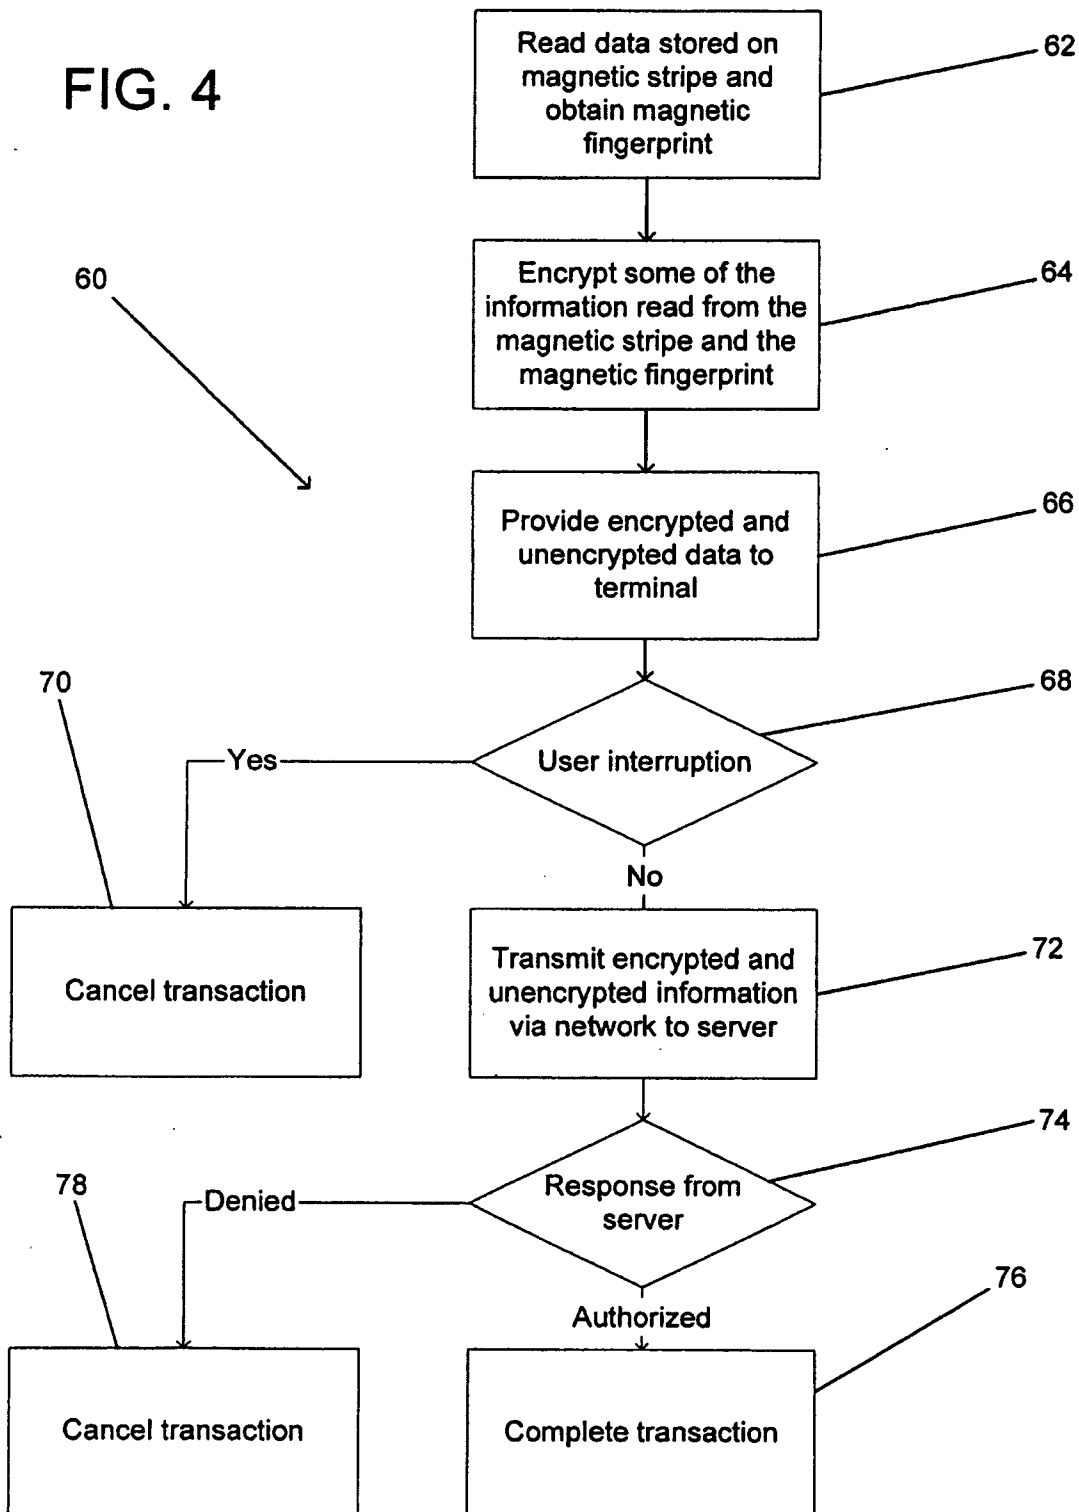 FIG. 4
Read data stored on
magnetic stripe and
obtain magnetic
fingerprint
62
60
Encrypt some of the
information read from the
magnetic stripe and the
magnetic fingerprint
64
Provide encrypted and
unencrypted data to
terminal
66
70
68
Yes
User interruption
No
Cancel transaction
Transmit encrypted and
unencrypted information
via network to server
72
74
78
Denied
Response from
server
76
Authorized
Cancel transaction
Complete transaction